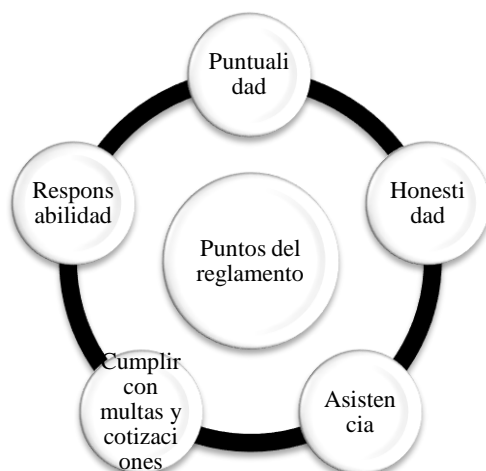 Puntuali
dad
Honesti
dad
Asisten
cia
Cumplir
con
multas y
cotizaci
ones
Respons
abilidad
Puntos del
reglamento